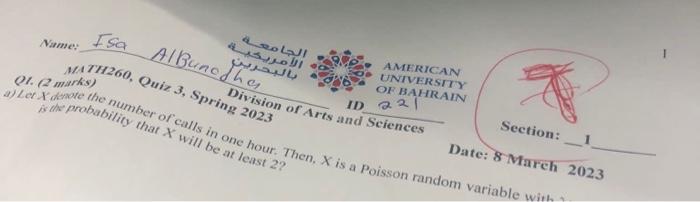 1
Name: Isa AlBunedha
الجامعة
الأمريكية
بالبحرين
AMERICAN
UNIVERSITY
OF BAHRAIN
ID 221
Division of Arts and Sciences
MATH260, Quiz 3, Spring 2023
Section: 1
Date: 8 March 2023
Q1. (2 marks)
a) Let X denote the number of calls in one hour. Then, X is a Poisson random variable with
is the probability that X will be at least 2?